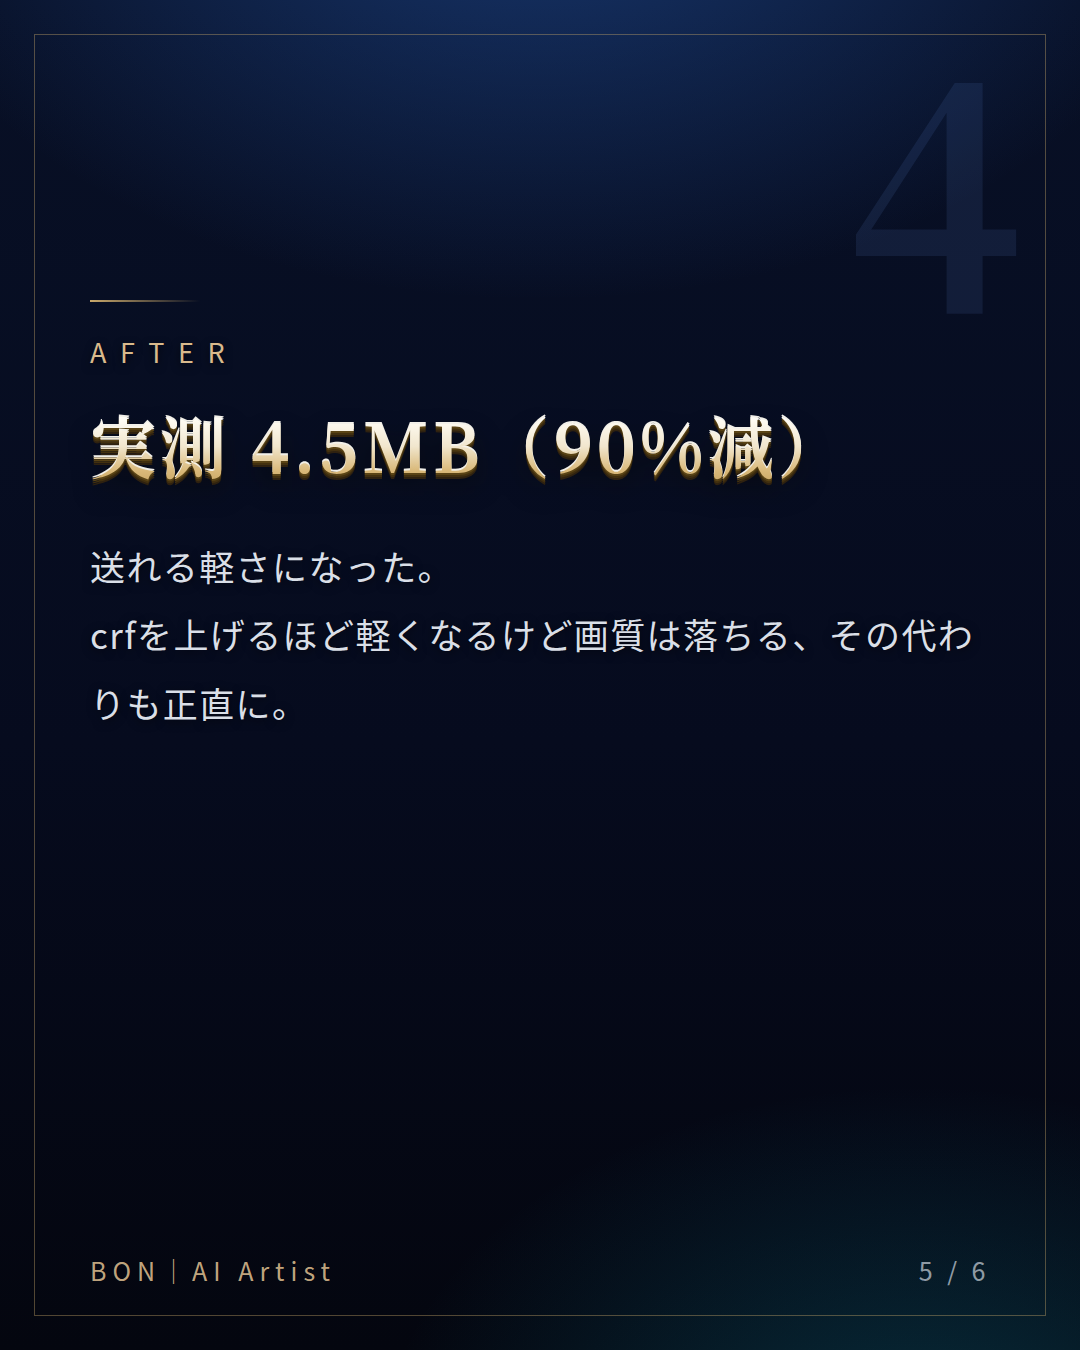 4
AFTER
実測 4.5MB（90%減）
送れる軽さになった。
crfを上げるほど軽くなるけど画質は落ちる、その代わ
りも正直に。
BON｜AI Artist
5 / 6